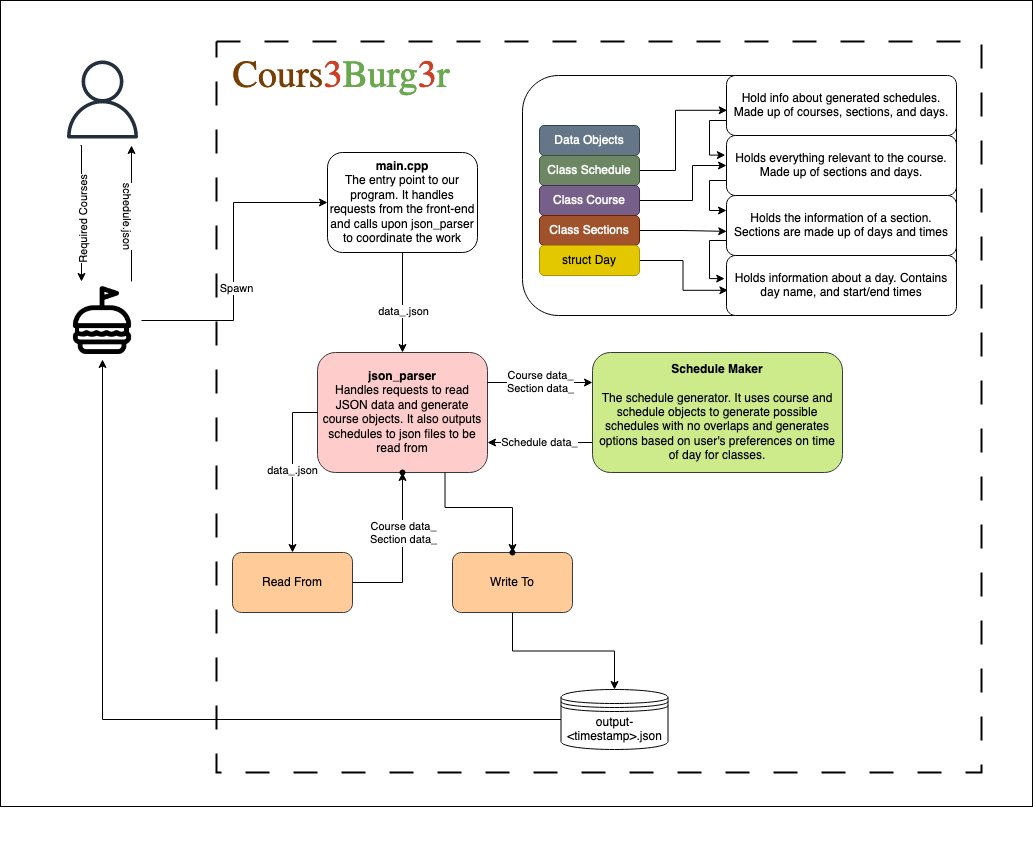 Cours3Burg3r
Required Courses
schedule.json
Spawn
main.cpp
The entry point to our
program. It handles
requests from the front-end
and calls upon json_parser
to coordinate the work
Data Objects
Class Schedule
Class Course
Class Sections
struct Day
Hold info about generated schedules.
Made up of courses, sections, and days.
Holds everything relevant to the course.
Made up of sections and days.
Holds the information of a section.
Sections are made up of days and times
Holds information about a day. Contains
day name, and start/end times
data_.json
json_parser
Handles requests to read
JSON data and generate
course objects. It also outputs
schedules to json files to be
read from
Course data_
Section data_
Schedule data_
Schedule Maker
The schedule generator. It uses course and
schedule objects to generate possible
schedules with no overlaps and generates
options based on user's preferences on time
of day for classes.
data_.json
Course data_
Section data_
Read From
Write To
output-
<timestamp>.json